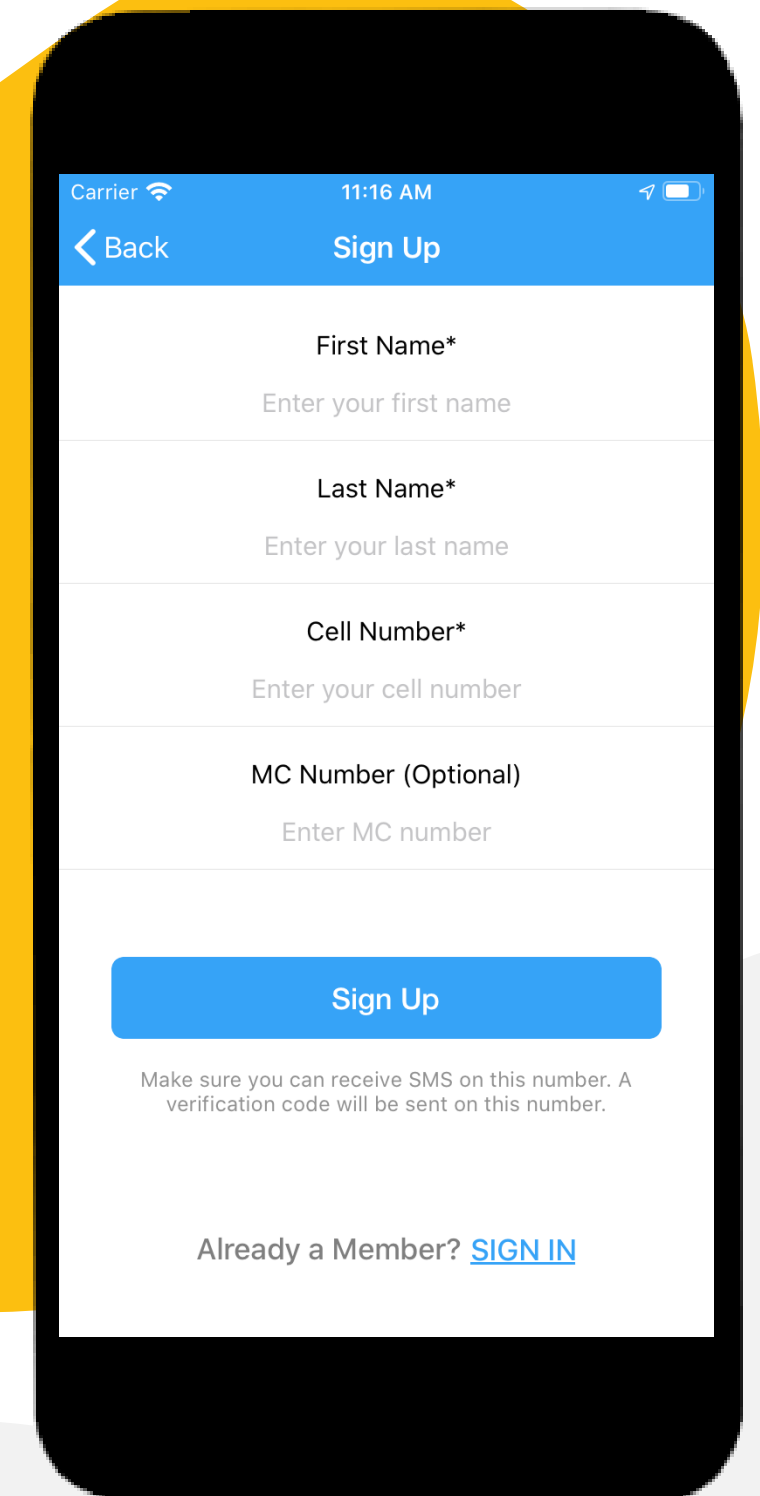 Carrier
11:16 AM
Back
Sign Up
First Name*
Enter your first name
Last Name*
Enter your last name
Cell Number*
Enter your cell number
MC Number (Optional)
Enter MC number
Sign Up
Make sure you can receive SMS on this number. A
verification code will be sent on this number.
Already a Member? SIGN IN